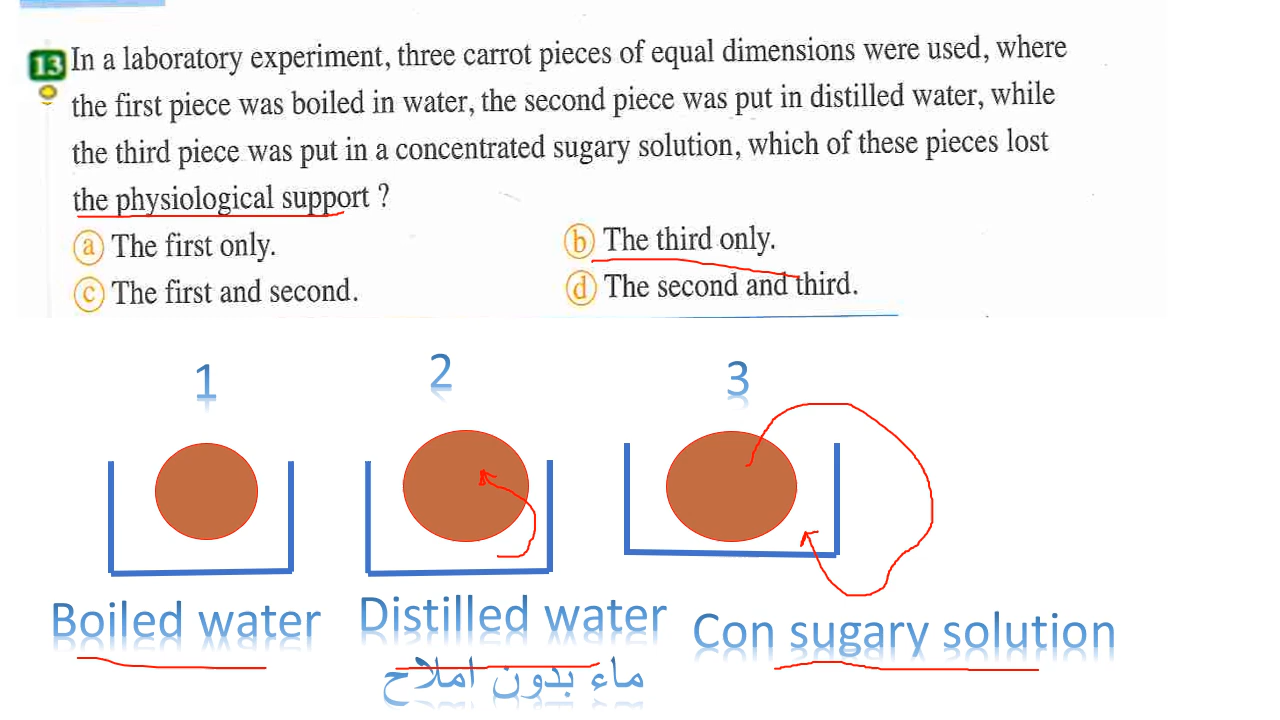 13 In a laboratory experiment, three carrot pieces of equal dimensions were used, where
the first piece was boiled in water, the second piece was put in distilled water, while
the third piece was put in a concentrated sugary solution, which of these pieces lost
the physiological support ?
a The first only.
b The third only.
c The first and second.
d The second and third.
1
2
3
Boiled water
Distilled water
Con sugary solution
ماء بدون املاح